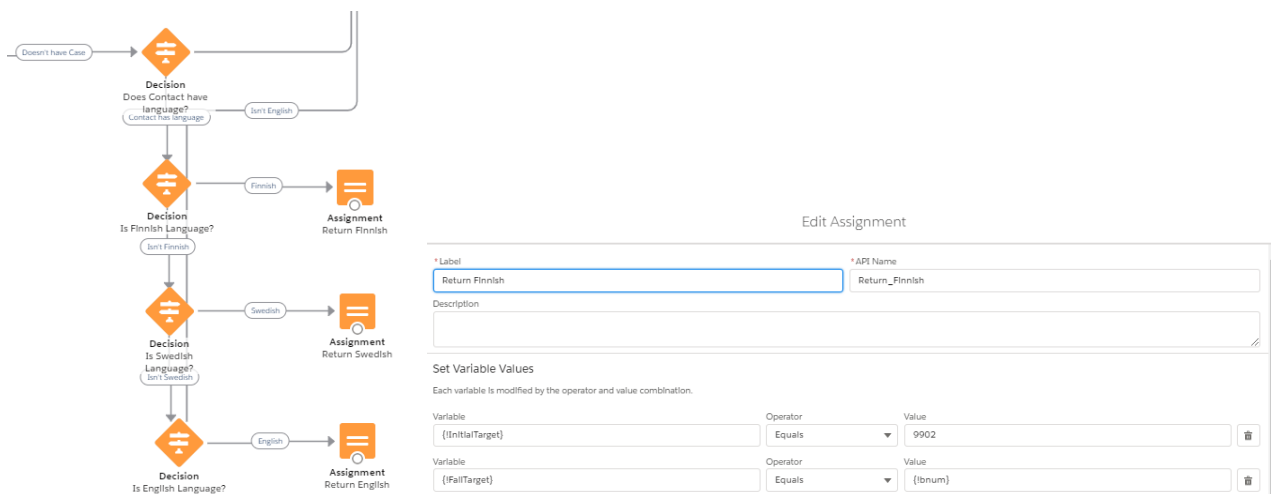 Doesn't have Case
Decision
Does Contact have
language?
Contact has language
Isn't English
Finnish
Decision
Is Finnish Language?
Assignment
Return Finnish
Isn't Finnish
Swedish
Decision
Is Swedish
Language?
Assignment
Return Swedish
Isn't Swedish
English
Decision
Is English Language?
Assignment
Return English
Edit Assignment
* Label
* API Name
Return Finnish
Return_Finnish
Description
Set Variable Values
Each variable is modified by the operator and value combination.
Variable
Operator
Value
{!InitialTarget}
Equals
9902
Variable
Operator
Value
{!FailTarget}
Equals
{!bnum}